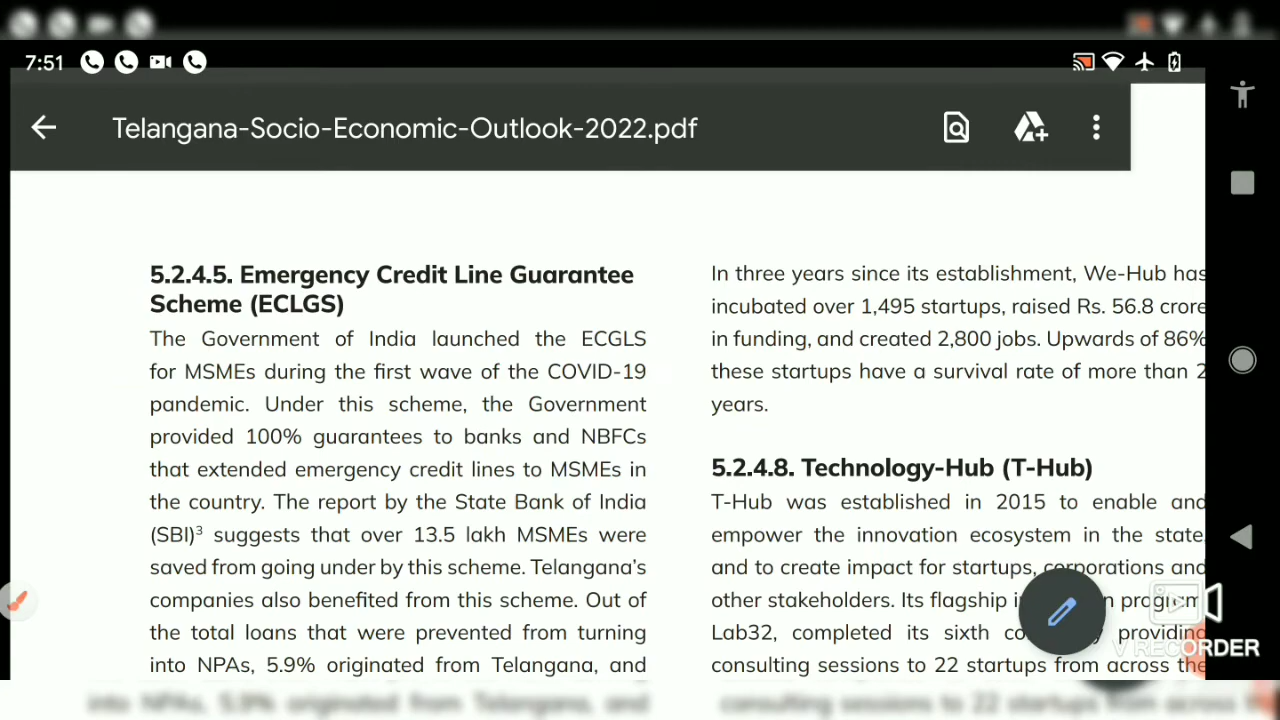 7:51
Telangana-Socio-Economic-Outlook-2022.pdf
5.2.4.5. Emergency Credit Line Guarantee
Scheme (ECLGS)
The Government of India launched the ECGLS
for MSMEs during the first wave of the COVID-19
pandemic. Under this scheme, the Government
provided 100% guarantees to banks and NBFCs
that extended emergency credit lines to MSMEs in
the country. The report by the State Bank of India
(SBI)³ suggests that over 13.5 lakh MSMEs were
saved from going under by this scheme. Telangana's
companies also benefited from this scheme. Out of
the total loans that were prevented from turning
into NPAs, 5.9% originated from Telangana, and
In three years since its establishment, We-Hub has
incubated over 1,495 startups, raised Rs. 56.8 crore
in funding, and created 2,800 jobs. Upwards of 86%
these startups have a survival rate of more than 2
years.
5.2.4.8. Technology-Hub (T-Hub)
T-Hub was established in 2015 to enable and
empower the innovation ecosystem in the state,
and to create impact for startups, corporations and
other stakeholders. Its flagship program,
Lab32, completed its sixth providing
consulting sessions to 22 startups from across the
V RECORDER